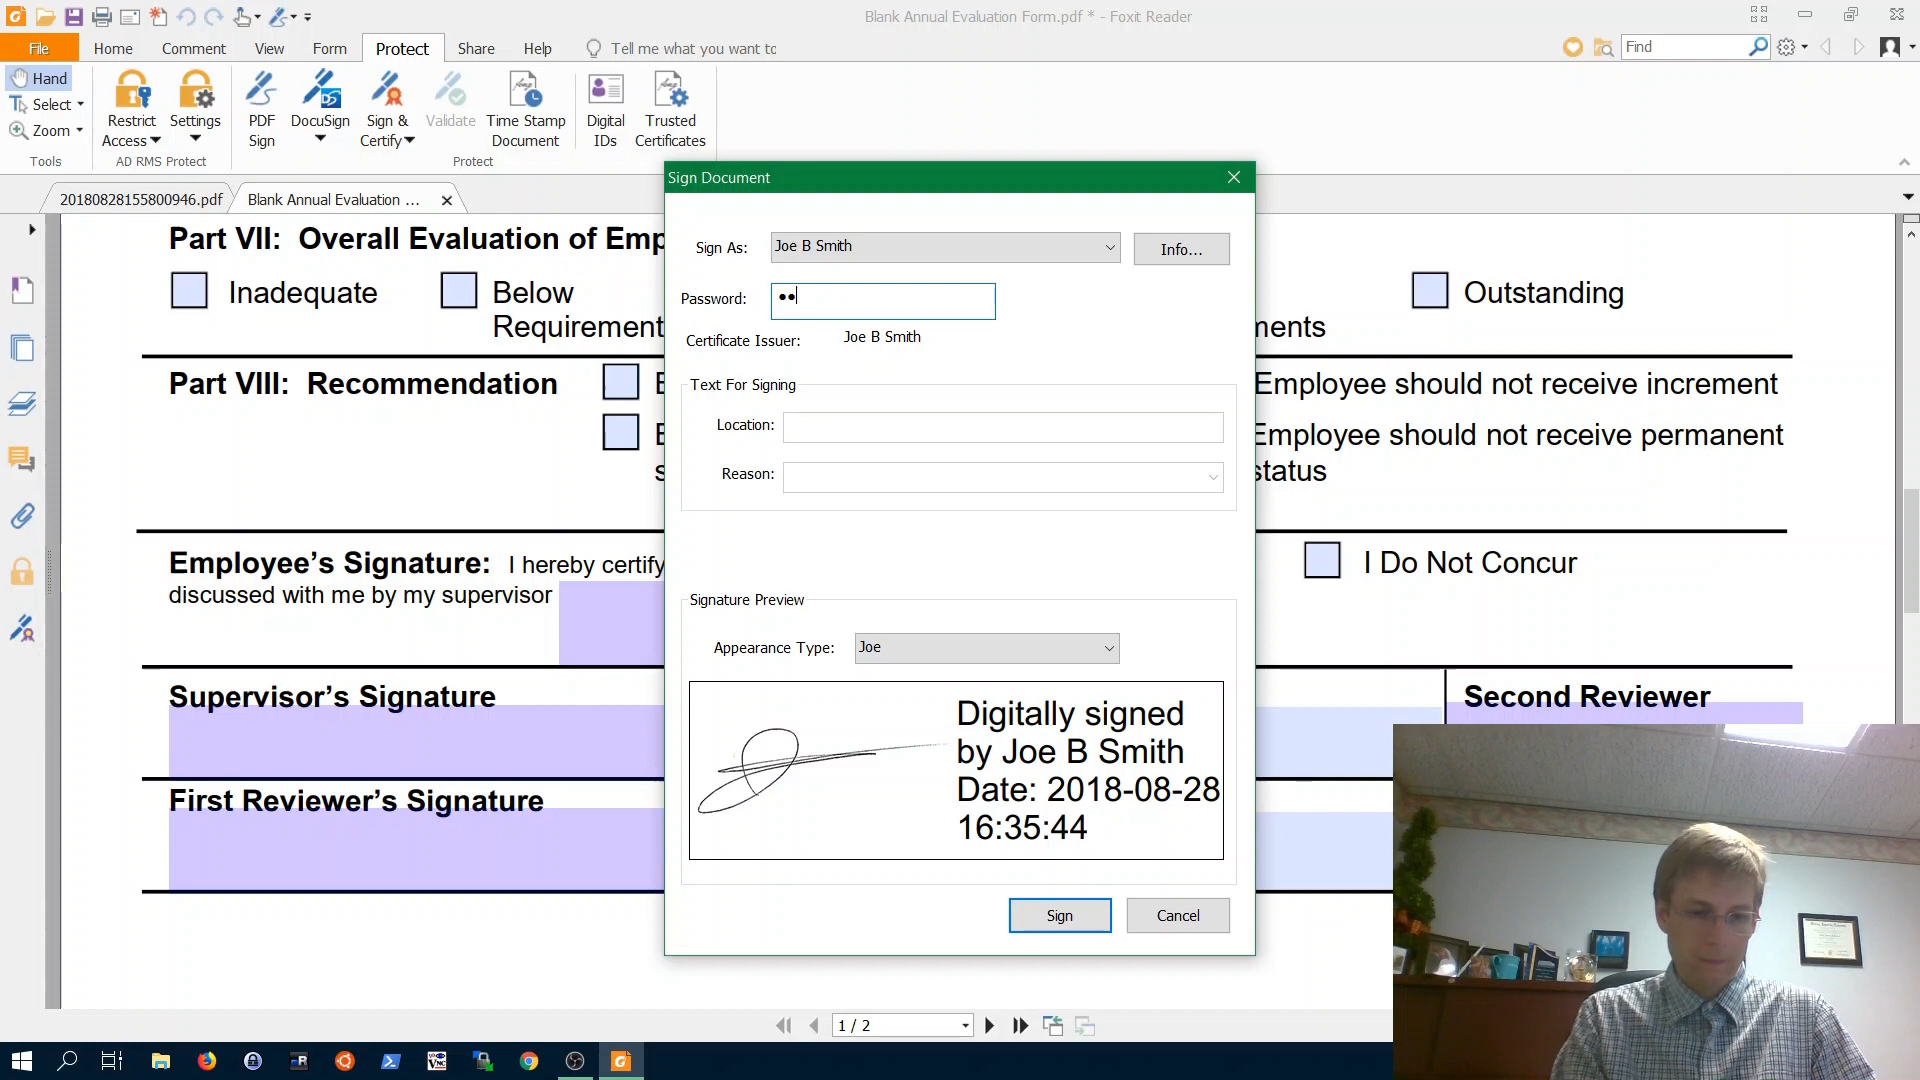 Blank Annual Evaluation Form.pdf * - Foxit Reader
File Home Comment View Form Protect Share Help Tell me what you want to Find
Hand
Select
Zoom
Tools
Restrict Access
Settings
AD RMS Protect
PDF Sign
DocuSign
Sign & Certify
Validate
Time Stamp Document
Protect
Digital IDs
Trusted Certificates
20180828155800946.pdf Blank Annual Evaluation ...
Part VII: Overall Evaluation of Emp
Inadequate Below Outstanding
Requirement ments
Part VIII: Recommendation E Employee should not receive increment
E Employee should not receive permanent
s status
Employee's Signature: I hereby certify I Do Not Concur
discussed with me by my supervisor
Supervisor's Signature Second Reviewer
First Reviewer's Signature
Sign Document
Sign As: Joe B Smith Info...
Password: ••
Certificate Issuer: Joe B Smith
Text For Signing
Location:
Reason:
Signature Preview
Appearance Type: Joe
Digitally signed
by Joe B Smith
Date: 2018-08-28
16:35:44
Sign Cancel
1 / 2